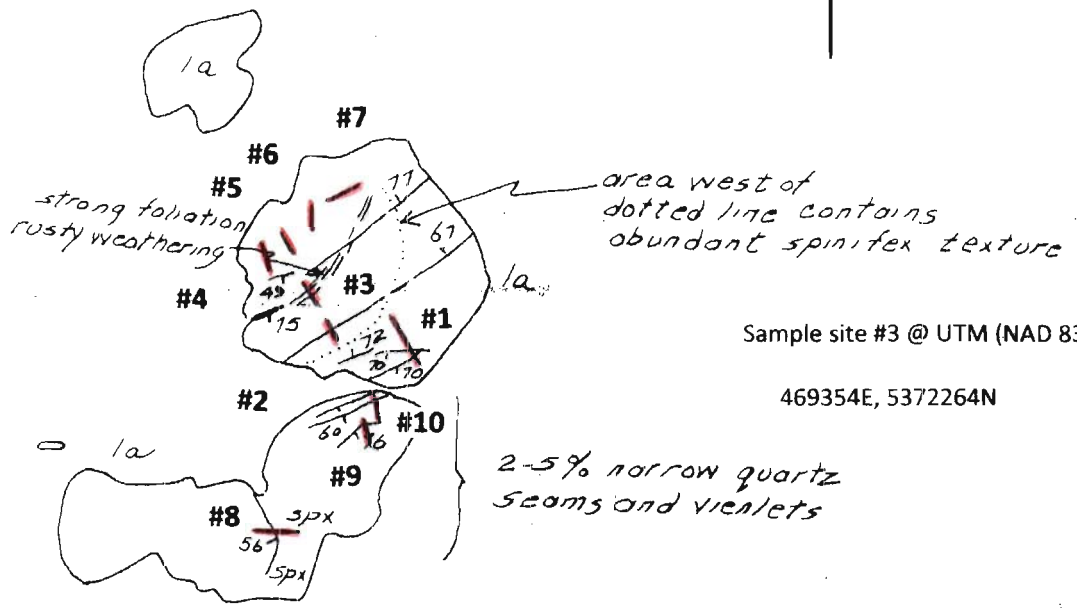 1a
#7
#6
#5
strong foliation
rusty weathering
77
area west of
dotted line contains
abundant spinifex texture
67
#3
1a
49
#4
75
#1
Sample site #3 @ UTM (NAD 83
72
70
70
469354E, 5372264N
#2
#10
60
76
1a
#9
2-5% narrow quartz
seams and vienlets
#8
spx
56
spx